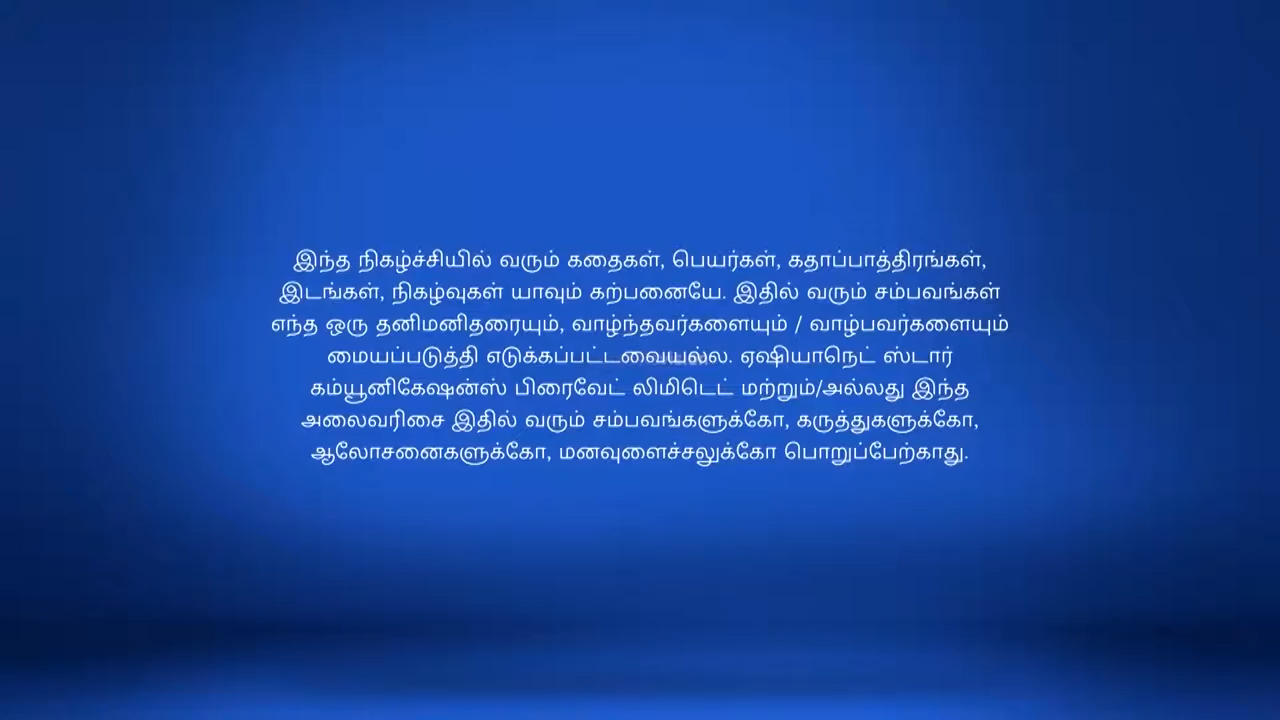 இந்த நிகழ்ச்சியில் வரும் கதைகள், பெயர்கள், கதாப்பாத்திரங்கள்,
இடங்கள், நிகழ்வுகள் யாவும் கற்பனையே. இதில் வரும் சம்பவங்கள்
எந்த ஒரு தனிமனிதரையும், வாழ்ந்தவர்களையும் / வாழ்பவர்களையும்
மையப்படுத்தி எடுக்கப்பட்டவையல்ல. ஏஷியாநெட் ஸ்டார்
கம்யூனிகேஷன்ஸ் பிரைவேட் லிமிடெட் மற்றும்/அல்லது இந்த
அலைவரிசை இதில் வரும் சம்பவங்களுக்கோ, கருத்துகளுக்கோ,
ஆலோசனைகளுக்கோ, மனவுளைச்சலுக்கோ பொறுப்பேற்காது.